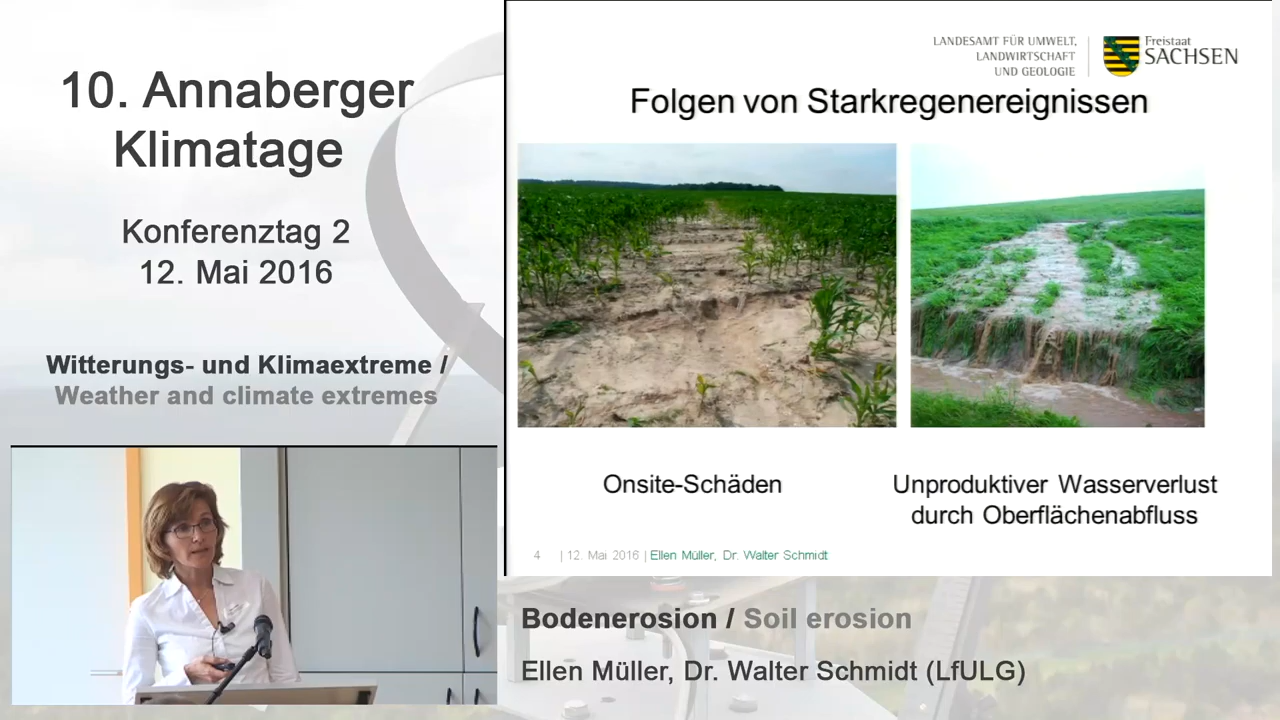 10. Annaberger
Klimatage
Konferenztag 2
12. Mai 2016
Witterungs- und Klimaextreme /
Weather and climate extremes
LANDESAMT FÜR UMWELT,
LANDWIRTSCHAFT
UND GEOLOGIE
Freistaat
SACHSEN
Folgen von Starkregenereignissen
Onsite-Schäden
Unproduktiver Wasserverlust
durch Oberflächenabfluss
4 | 12. Mai 2016 | Ellen Müller, Dr. Walter Schmidt
Bodenerosion / Soil erosion
Ellen Müller, Dr. Walter Schmidt (LfULG)